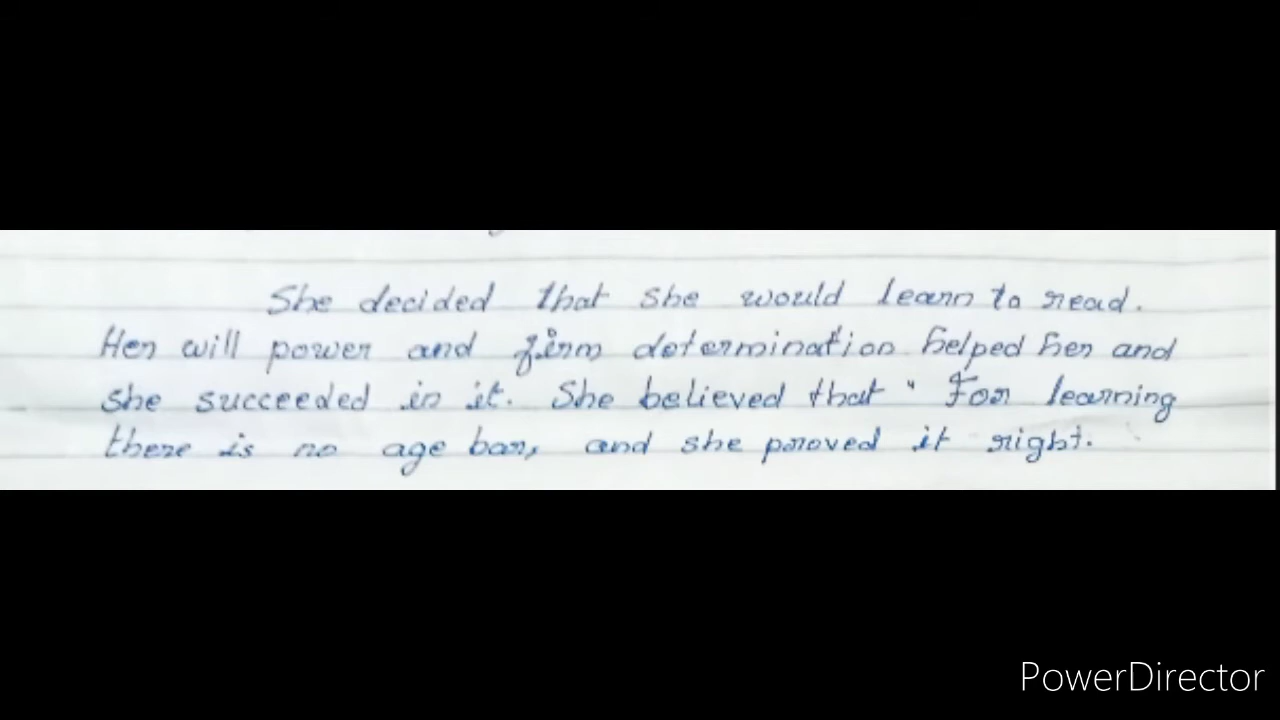 She decided that she would learn to read.
Her will power and firm determination helped her and
she succeeded in it. She believed that " For learning
there is no age bar, and she proved it right.
PowerDirector